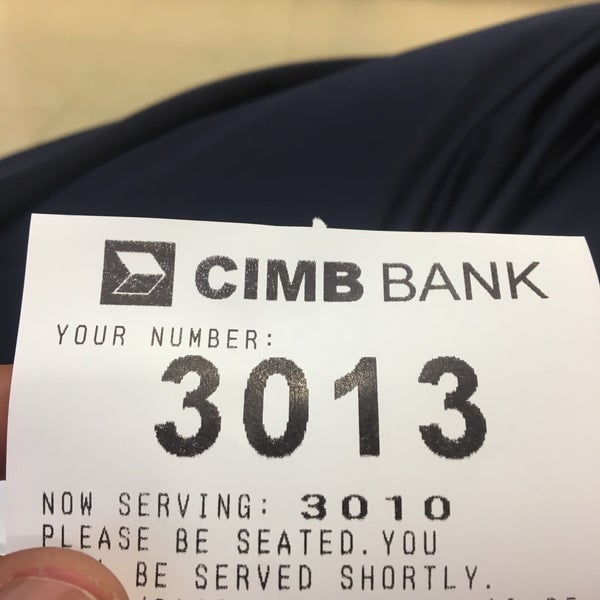 CIMB BANK
YOUR NUMBER:
3013
NOW SERVING: 3010
PLEASE BE SEATED. YOU
BE SERVED SHORTLY.